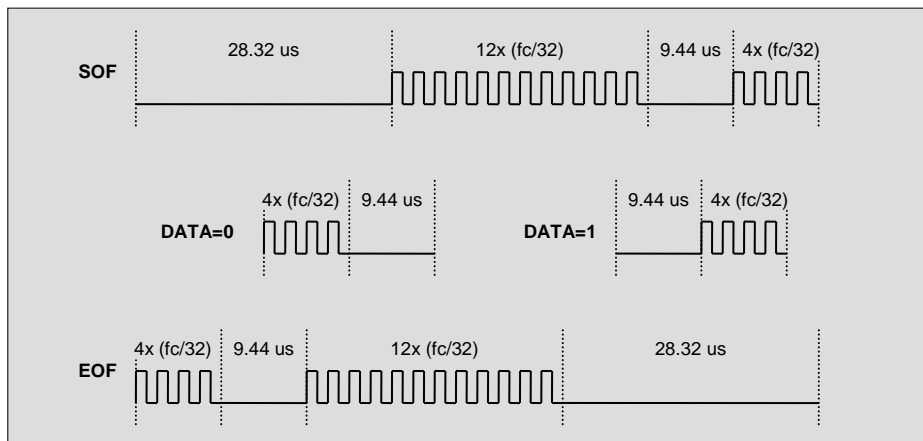 28.32 us 12x (fc/32) 9.44 us 4x (fc/32)
SOF
4x (fc/32) 9.44 us 9.44 us 4x (fc/32)
DATA=0 DATA=1
4x (fc/32) 9.44 us 12x (fc/32) 28.32 us
EOF